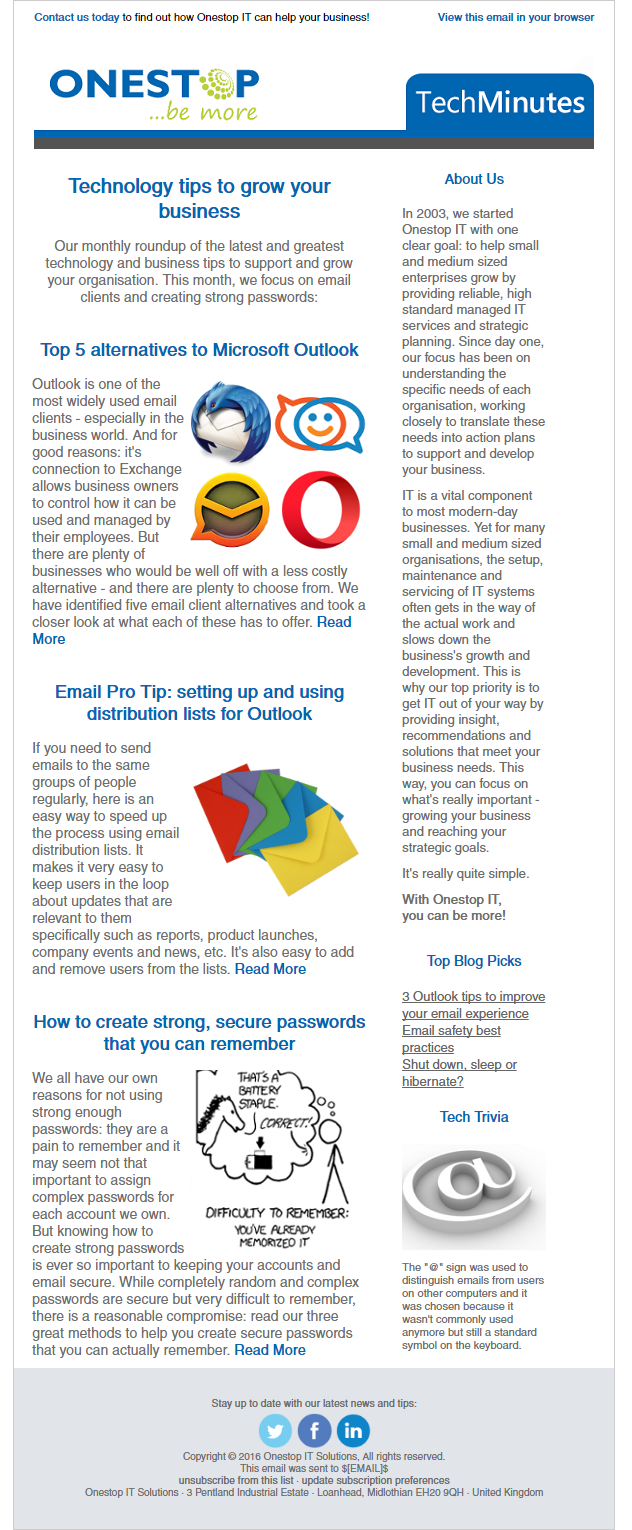 Contact us today to find out how Onestop IT can help your business!
View this email in your browser
ONESTOP
...be more
TechMinutes
Technology tips to grow your
business
Our monthly roundup of the latest and greatest
technology and business tips to support and grow
your organisation. This month, we focus on email
clients and creating strong passwords:
Top 5 alternatives to Microsoft Outlook
Outlook is one of the
most widely used email
clients - especially in the
business world. And for
good reasons: it's
connection to Exchange
allows business owners
to control how it can be
used and managed by
their employees. But
there are plenty of
businesses who would be well off with a less costly
alternative - and there are plenty to choose from. We
have identified five email client alternatives and took a
closer look at what each of these has to offer. Read
More
Email Pro Tip: setting up and using
distribution lists for Outlook
If you need to send
emails to the same
groups of people
regularly, here is an
easy way to speed up
the process using email
distribution lists. It
makes it very easy to
keep users in the loop
about updates that are
relevant to them
specifically such as reports, product launches,
company events and news, etc. It's also easy to add
and remove users from the lists. Read More
How to create strong, secure passwords
that you can remember
We all have our own
reasons for not using
strong enough
passwords: they are a
pain to remember and it
may seem not that
important to assign
complex passwords for
each account we own.
But knowing how to
create strong passwords
is ever so important to keeping your accounts and
email secure. While completely random and complex
passwords are secure but very difficult to remember,
there is a reasonable compromise: read our three
great methods to help you create secure passwords
that you can actually remember. Read More
THAT'S A
BATTERY
STAPLE.
CORRECT!
DIFFICULTY TO REMEMBER:
YOU'VE ALREADY
MEMORIZED IT
About Us
In 2003, we started
Onestop IT with one
clear goal: to help small
and medium sized
enterprises grow by
providing reliable, high
standard managed IT
services and strategic
planning. Since day one,
our focus has been on
understanding the
specific needs of each
organisation, working
closely to translate these
needs into action plans
to support and develop
your business.
IT is a vital component
to most modern-day
businesses. Yet for many
small and medium sized
organisations, the setup,
maintenance and
servicing of IT systems
often gets in the way of
the actual work and
slows down the
business's growth and
development. This is
why our top priority is to
get IT out of your way by
providing insight,
recommendations and
solutions that meet your
business needs. This
way, you can focus on
what's really important -
growing your business
and reaching your
strategic goals.
It's really quite simple.
With Onestop IT,
you can be more!
Top Blog Picks
3 Outlook tips to improve
your email experience
Email safety best
practices
Shut down, sleep or
hibernate?
Tech Trivia
@
The "@" sign was used to
distinguish emails from users
on other computers and it
was chosen because it
wasn't commonly used
anymore but still a standard
symbol on the keyboard.
Stay up to date with our latest news and tips:
f
in
Copyright © 2016 Onestop IT Solutions, All rights reserved.
This email was sent to $[EMAIL]$
unsubscribe from this list · update subscription preferences
Onestop IT Solutions · 3 Pentland Industrial Estate · Loanhead, Midlothian EH20 9QH · United Kingdom